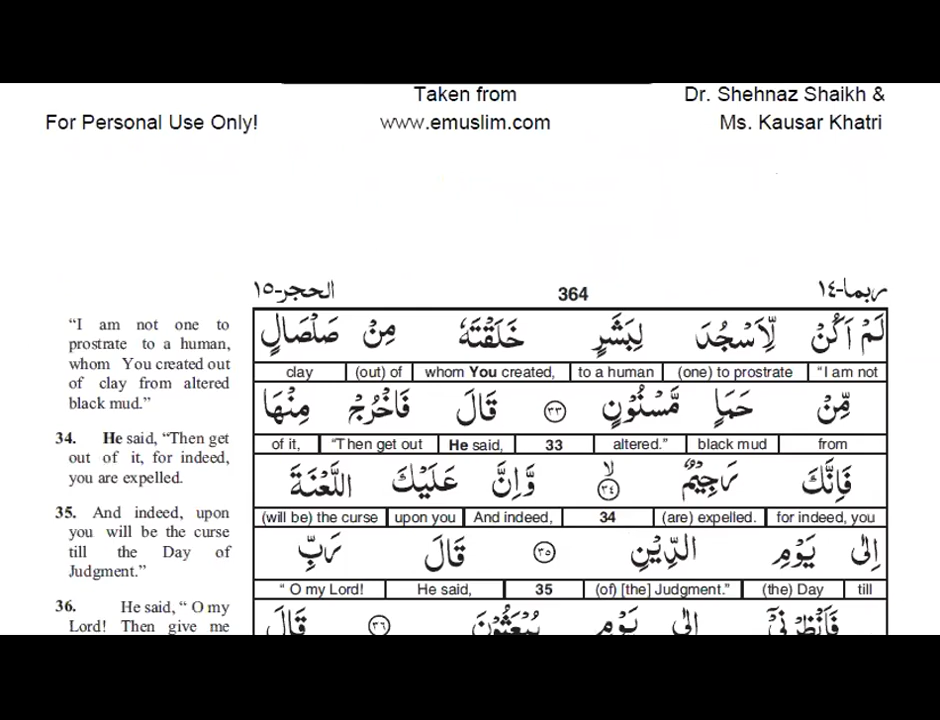 Taken from
Dr. Shehnaz Shaikh &
For Personal Use Only!
www.emuslim.com
Ms. Kausar Khatri
الحجر-١٥
364
ربما-١٤
“I am not one to
prostrate to a human,
whom You created out
of clay from altered
black mud.”
34. He said, “Then get
out of it, for indeed,
you are expelled.
35. And indeed, upon
you will be the curse
till the Day of
Judgment.”
36. He said, “ O my
Lord! Then give me
لَمْ اَكُنْ لِّاَسْجُدَ لِبَشَرٍ خَلَقْتَهٗ مِنْ صَلْصَالٍ
clay (out) of whom You created, to a human (one) to prostrate “I am not
مِّنْ حَمَاٍ مَّسْنُوْنٍ ٣٣ قَالَ فَاخْرُجْ مِنْهَا
of it, “Then get out He said, 33 altered.” black mud from
فَاِنَّكَ رَجِيْمٌ ٣٤ وَّاِنَّ عَلَيْكَ اللَّعْنَةَ
(will be) the curse upon you And indeed, 34 (are) expelled. for indeed, you
اِلٰى يَوْمِ الدِّيْنِ ٣٥ قَالَ رَبِّ
“ O my Lord! He said, 35 (of) [the] Judgment.” (the) Day till
فَاَنْظِرْنِيْٓ اِلٰى يَوْمِ يُبْعَثُوْنَ ٣٦ قَالَ